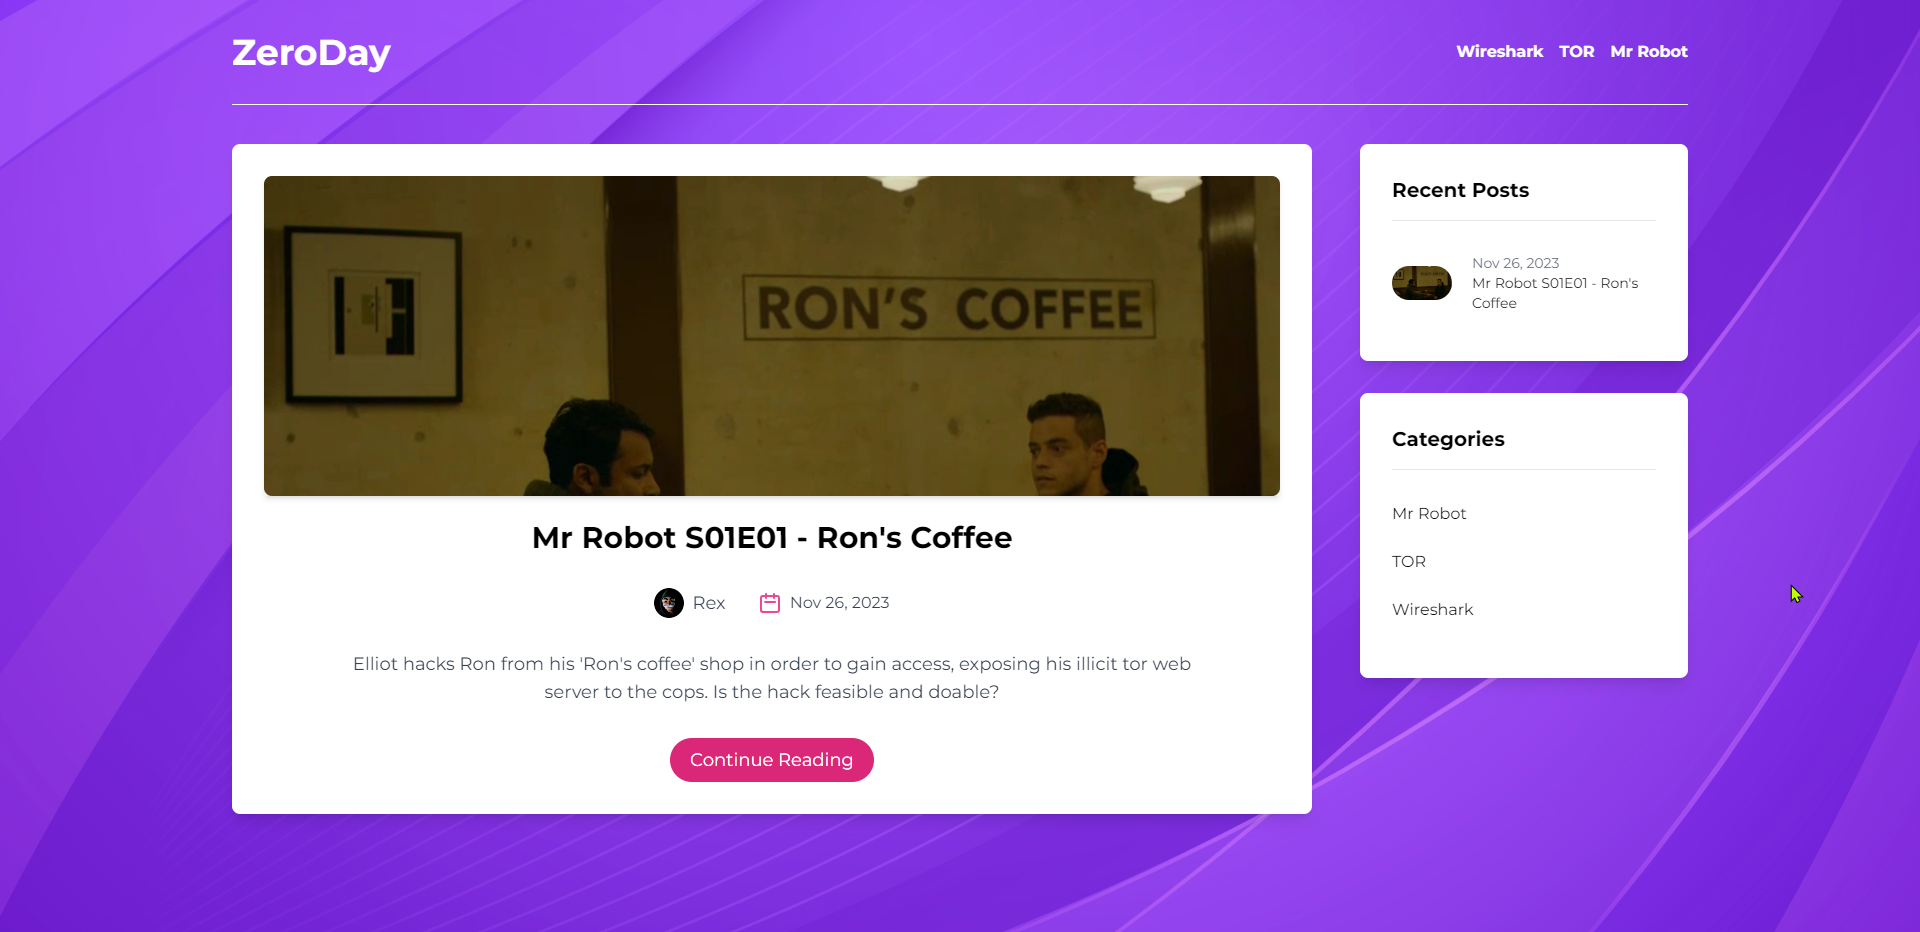 ZeroDay
Wireshark TOR Mr Robot
RON'S COFFEE
Mr Robot S01E01 - Ron's Coffee
Rex Nov 26, 2023
Elliot hacks Ron from his 'Ron's coffee' shop in order to gain access, exposing his illicit tor web
server to the cops. Is the hack feasible and doable?
Continue Reading
Recent Posts
Nov 26, 2023
Mr Robot S01E01 - Ron's
Coffee
Categories
Mr Robot
TOR
Wireshark